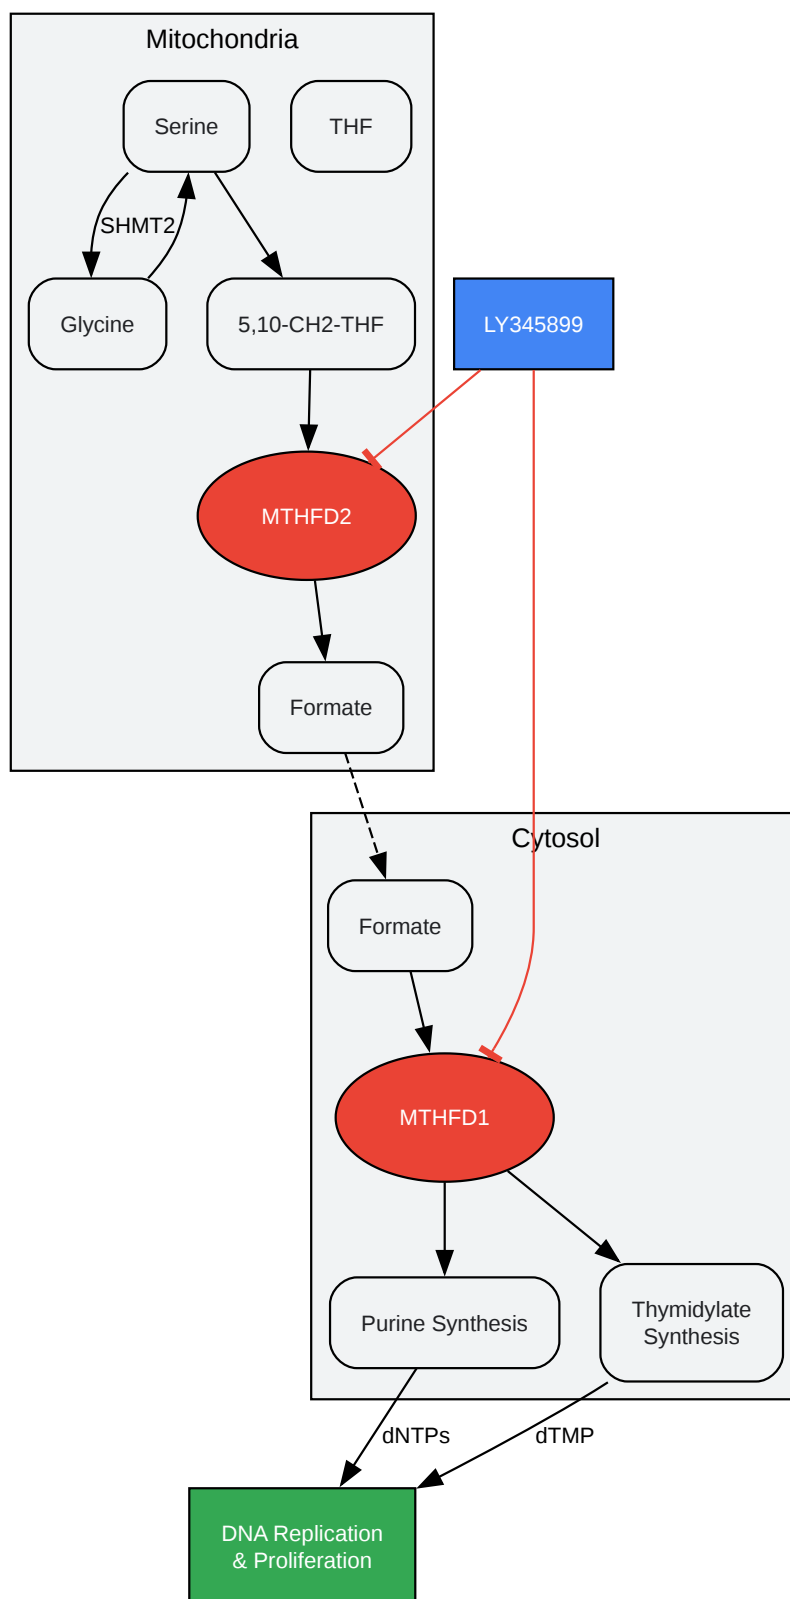 Mitochondria
Serine
THF
SHMT2
Glycine
5,10-CH2-THF
LY345899
MTHFD2
Formate
Cytosol
Formate
MTHFD1
Purine Synthesis
Thymidylate
Synthesis
dNTPs
dTMP
DNA Replication
& Proliferation